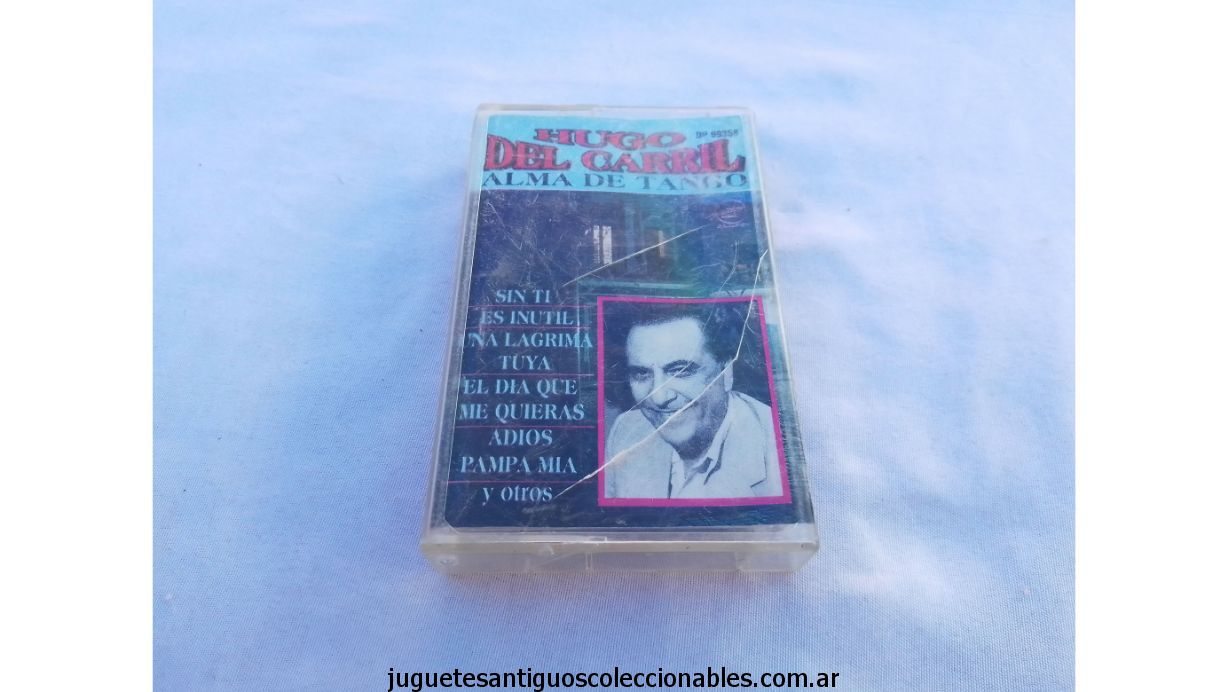 HUGO
DEL CARRIL
ALMA DE TANGO
SIN TI
ES INUTIL
UNA LAGRIMA
TUYA
EL DIA QUE
ME QUIERAS
ADIOS
PAMPA MIA
y otros
juguetesantiguoscoleccionables.com.ar